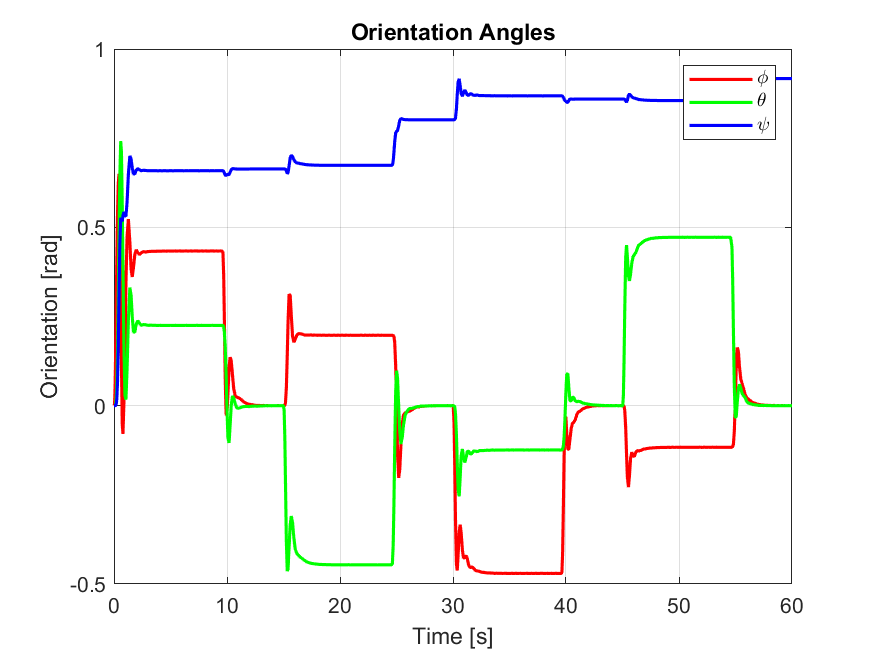 Orientation Angles
1
0.5
0
-0.5
Orientation [rad]
ϕ
θ
ψ
0 10 20 30 40 50 60
Time [s]